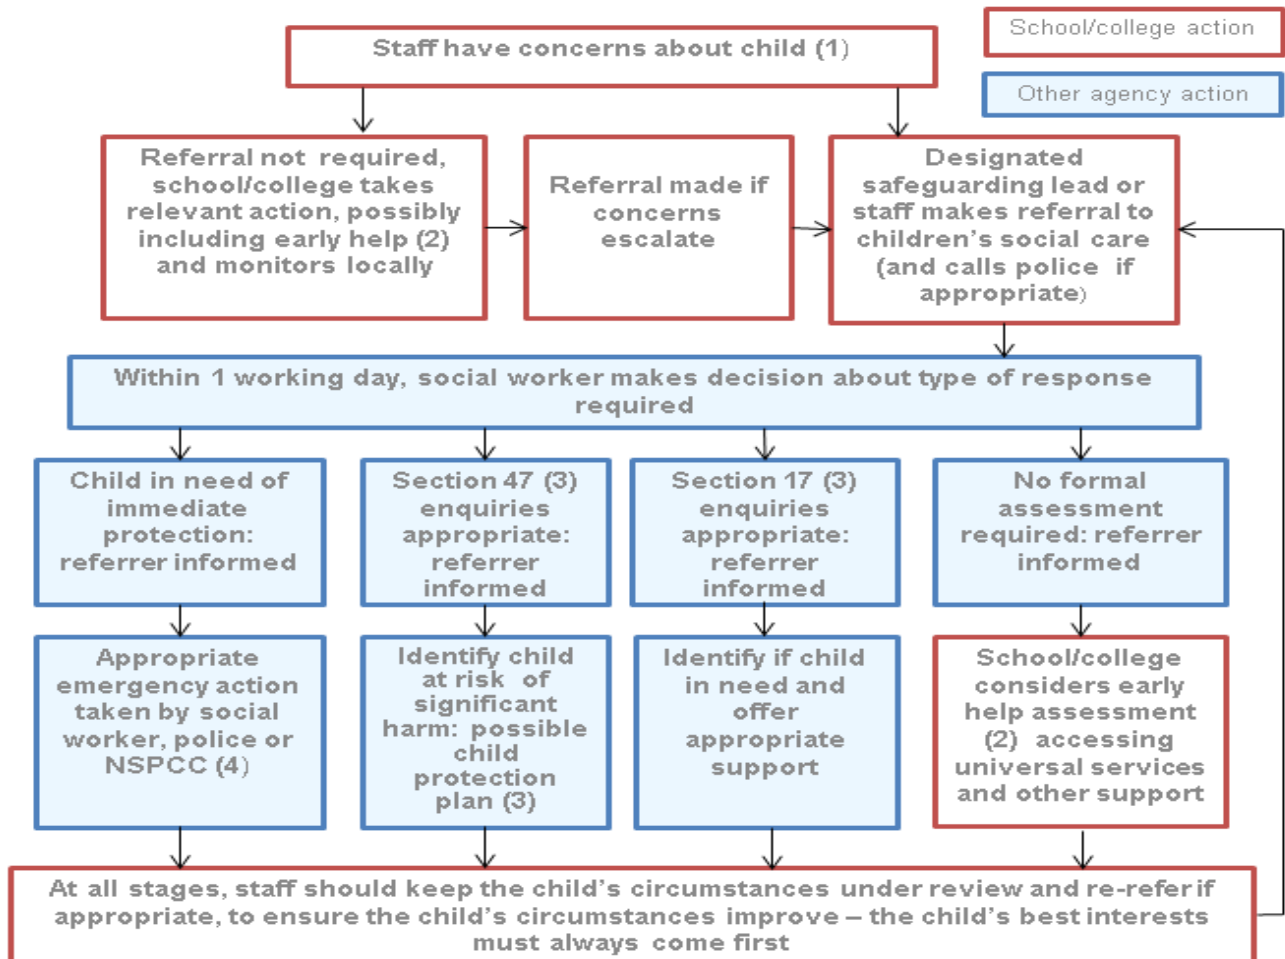 Staff have concerns about child (1)
School/college action
Other agency action
Referral not required,
school/college takes
relevant action, possibly
including early help (2)
and monitors locally
Referral made if
concerns
escalate
Designated
safeguarding lead or
staff makes referral to
children's social care
(and calls police if
appropriate)
Within 1 working day, social worker makes decision about type of response
required
Child in need of
immediate
protection:
referrer informed
Section 47 (3)
enquiries
appropriate:
referrer
informed
Section 17 (3)
enquiries
appropriate:
referrer
informed
No formal
assessment
required: referrer
informed
Appropriate
emergency action
taken by social
worker, police or
NSPCC (4)
Identify child
at risk of
significant
harm: possible
child
protection
plan (3)
Identify if child
in need and
offer
appropriate
support
School/college
considers early
help assessment
(2) accessing
universal services
and other support
At all stages, staff should keep the child's circumstances under review and re-refer if
appropriate, to ensure the child's circumstances improve – the child's best interests
must always come first